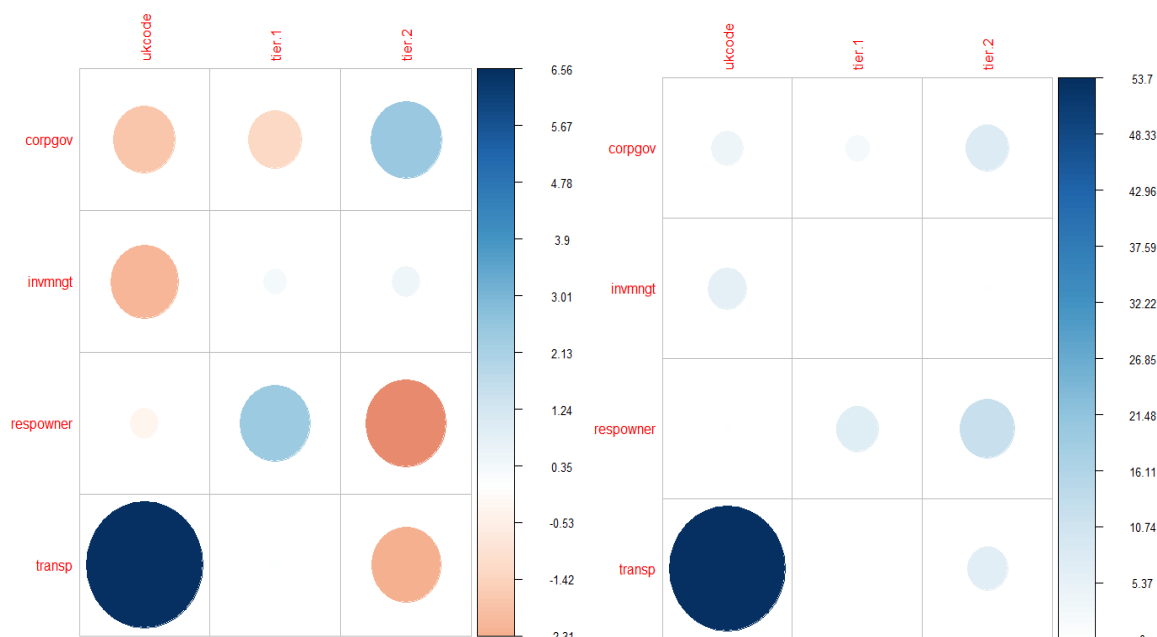 ukcode
tier.1
tier.2
corpgov
invmngt
respowner
transp
6.56
5.67
4.78
3.9
3.01
2.13
1.24
0.35
-0.53
-1.42
-2.31
ukcode
tier.1
tier.2
corpgov
invmngt
respowner
transp
53.7
48.33
42.96
37.59
32.22
26.85
21.48
16.11
10.74
5.37